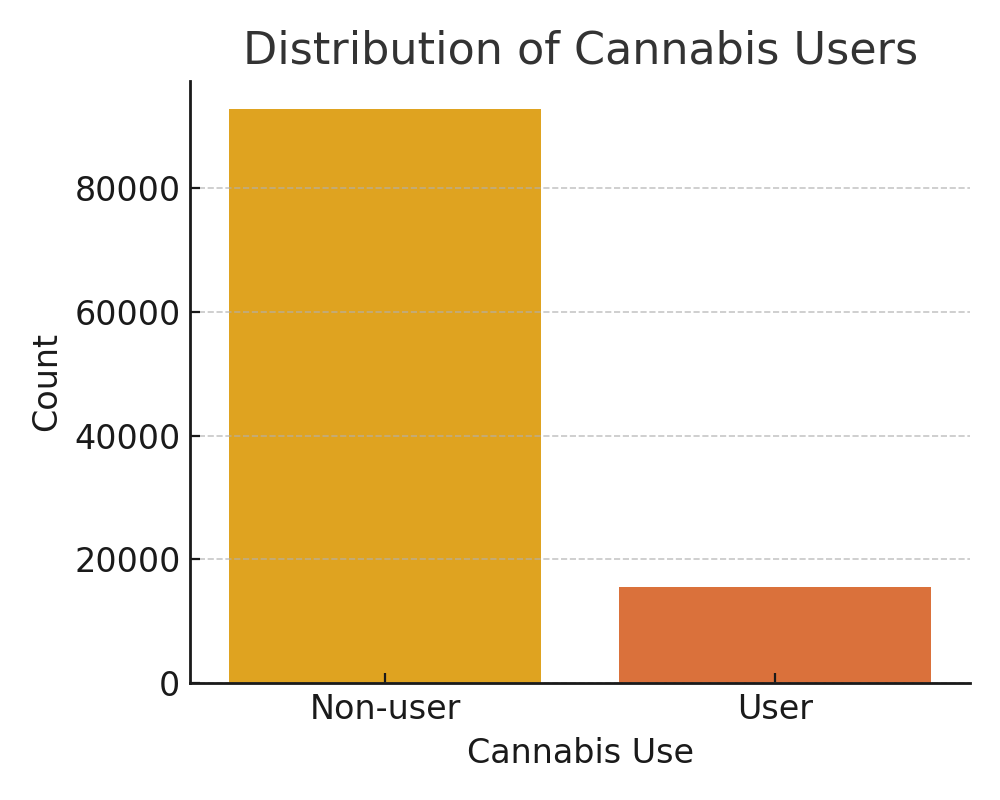 Distribution of Cannabis Users
80000
60000
40000
20000
0
Count
Non-user
User
Cannabis Use